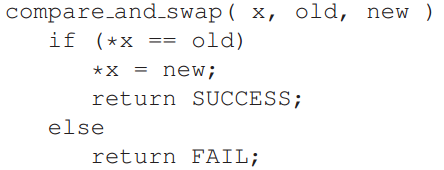 compare_and_swap( x, old, new )
   if (*x == old)
      *x = new;
      return SUCCESS;
   else
      return FAIL;